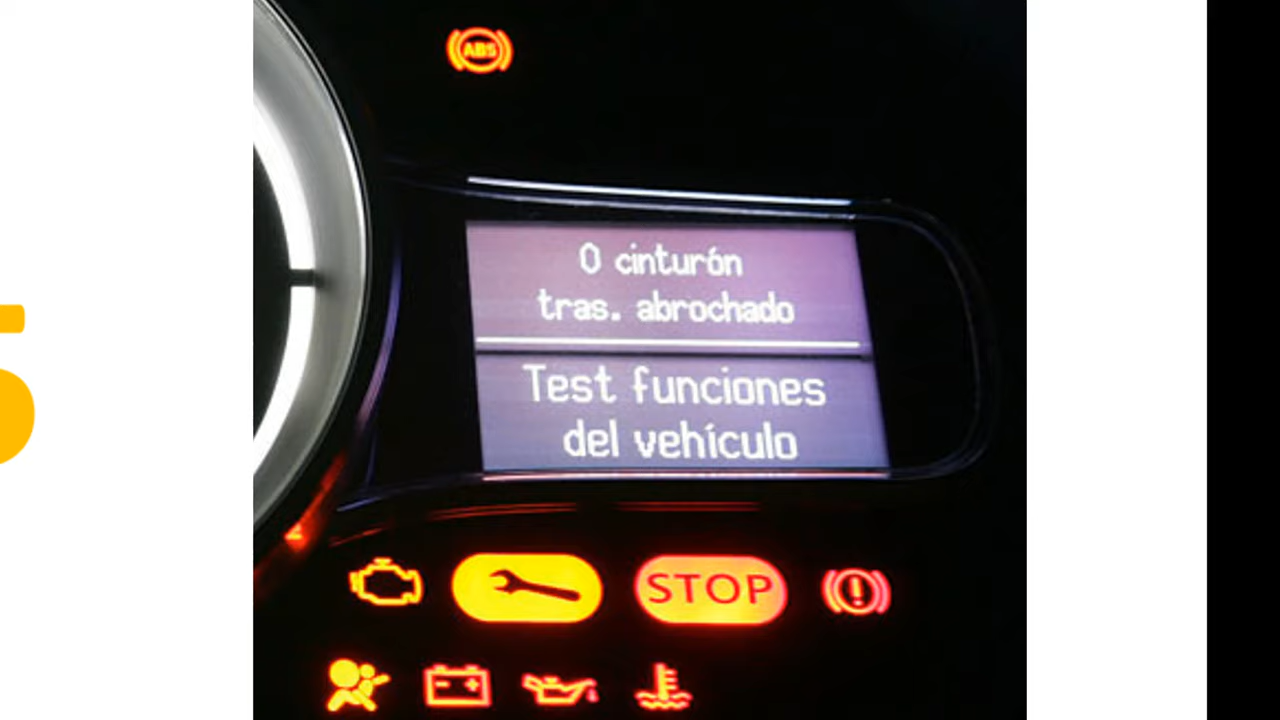 ABS
0 cinturón
tras. abrochado
Test funciones
del vehículo
STOP